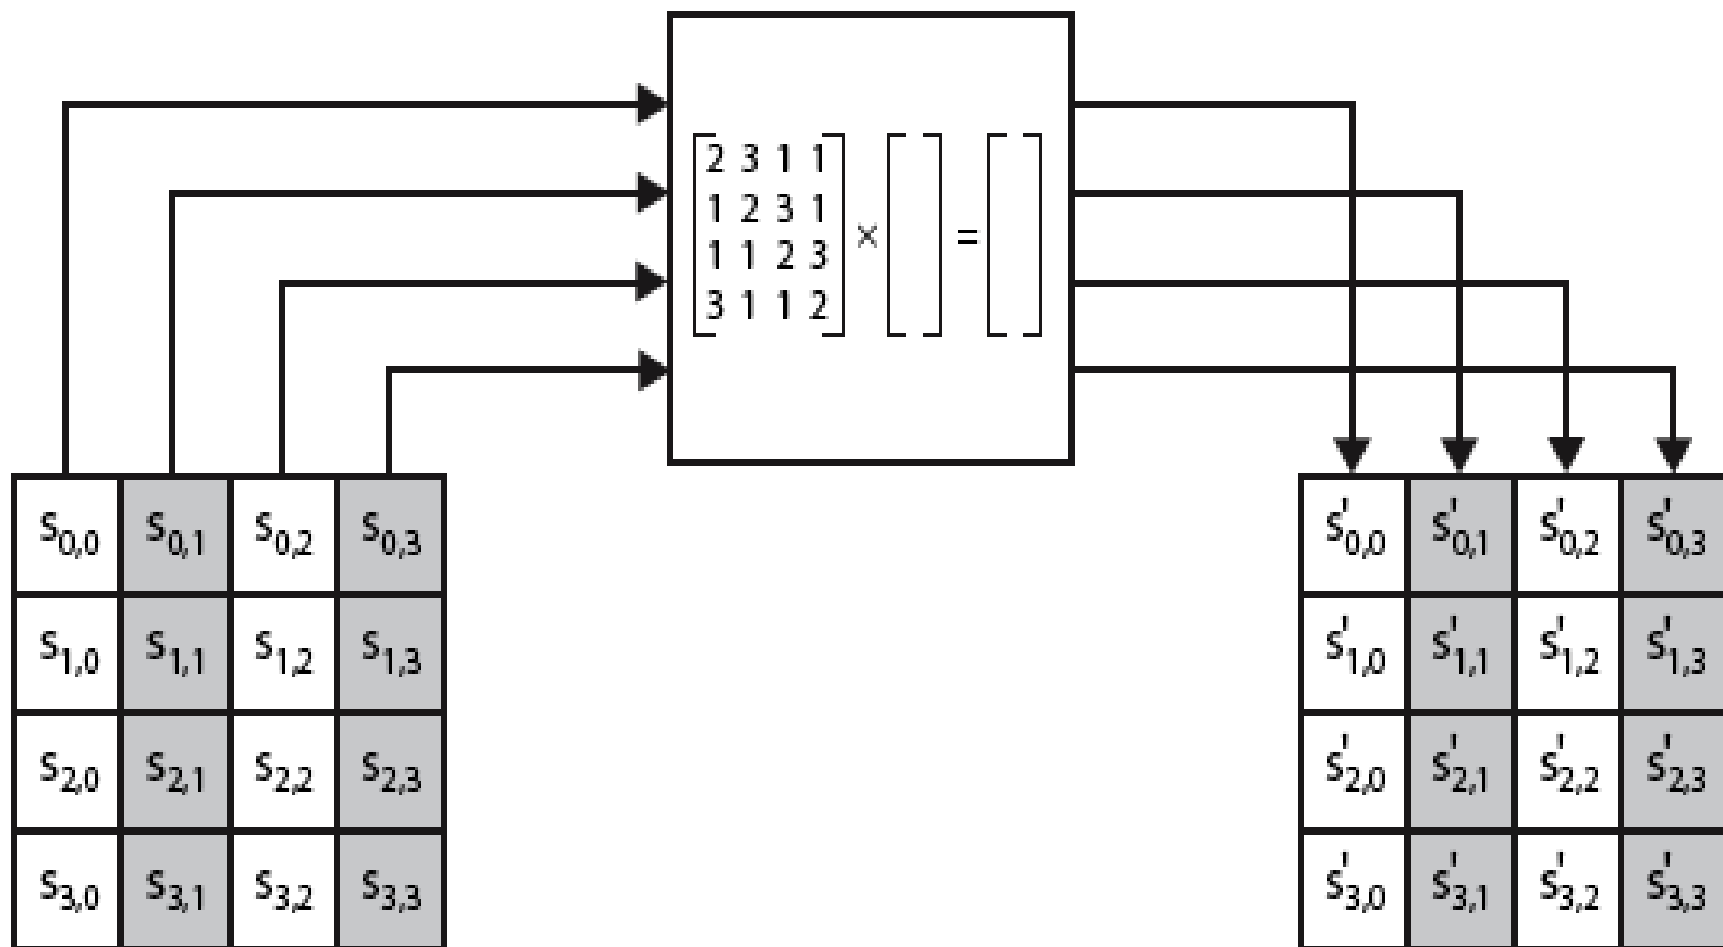 2 3 1 1
1 2 3 1
1 1 2 3
3 1 1 2
× =
S0,0 S0,1 S0,2 S0,3
S1,0 S1,1 S1,2 S1,3
S2,0 S2,1 S2,2 S2,3
S3,0 S3,1 S3,2 S3,3
S'0,0 S'0,1 S'0,2 S'0,3
S'1,0 S'1,1 S'1,2 S'1,3
S'2,0 S'2,1 S'2,2 S'2,3
S'3,0 S'3,1 S'3,2 S'3,3